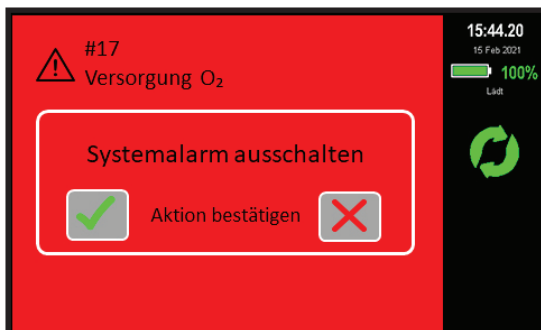 #17
Versorgung O₂
Systemalarm ausschalten
Aktion bestätigen
15:44.20
15 Feb 2021
100%
Lädt